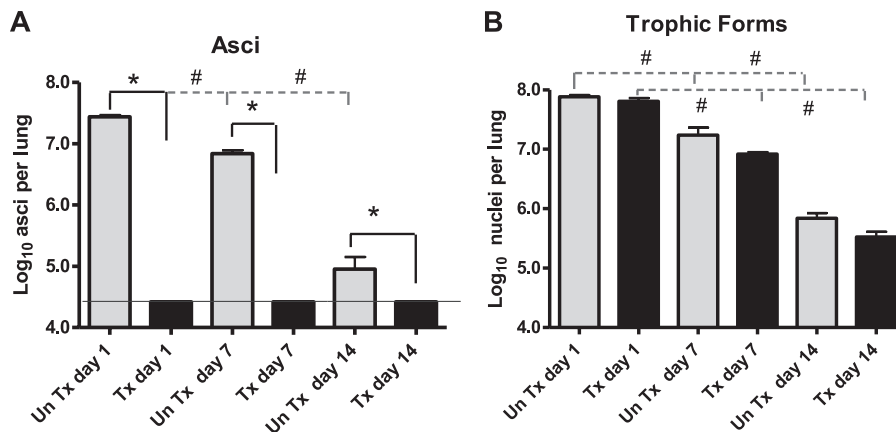 A
Asci
Log10 asci per lung
8.0
7.0
6.0
5.0
4.0
* # #
*
*
Un Tx day 1
Tx day 1
Un Tx day 7
Tx day 7
Un Tx day 14
Tx day 14
B
Trophic Forms
Log10 nuclei per lung
8.0
7.0
6.0
5.0
4.0
# #
# #
Un Tx day 1
Tx day 1
Un Tx day 7
Tx day 7
Un Tx day 14
Tx day 14